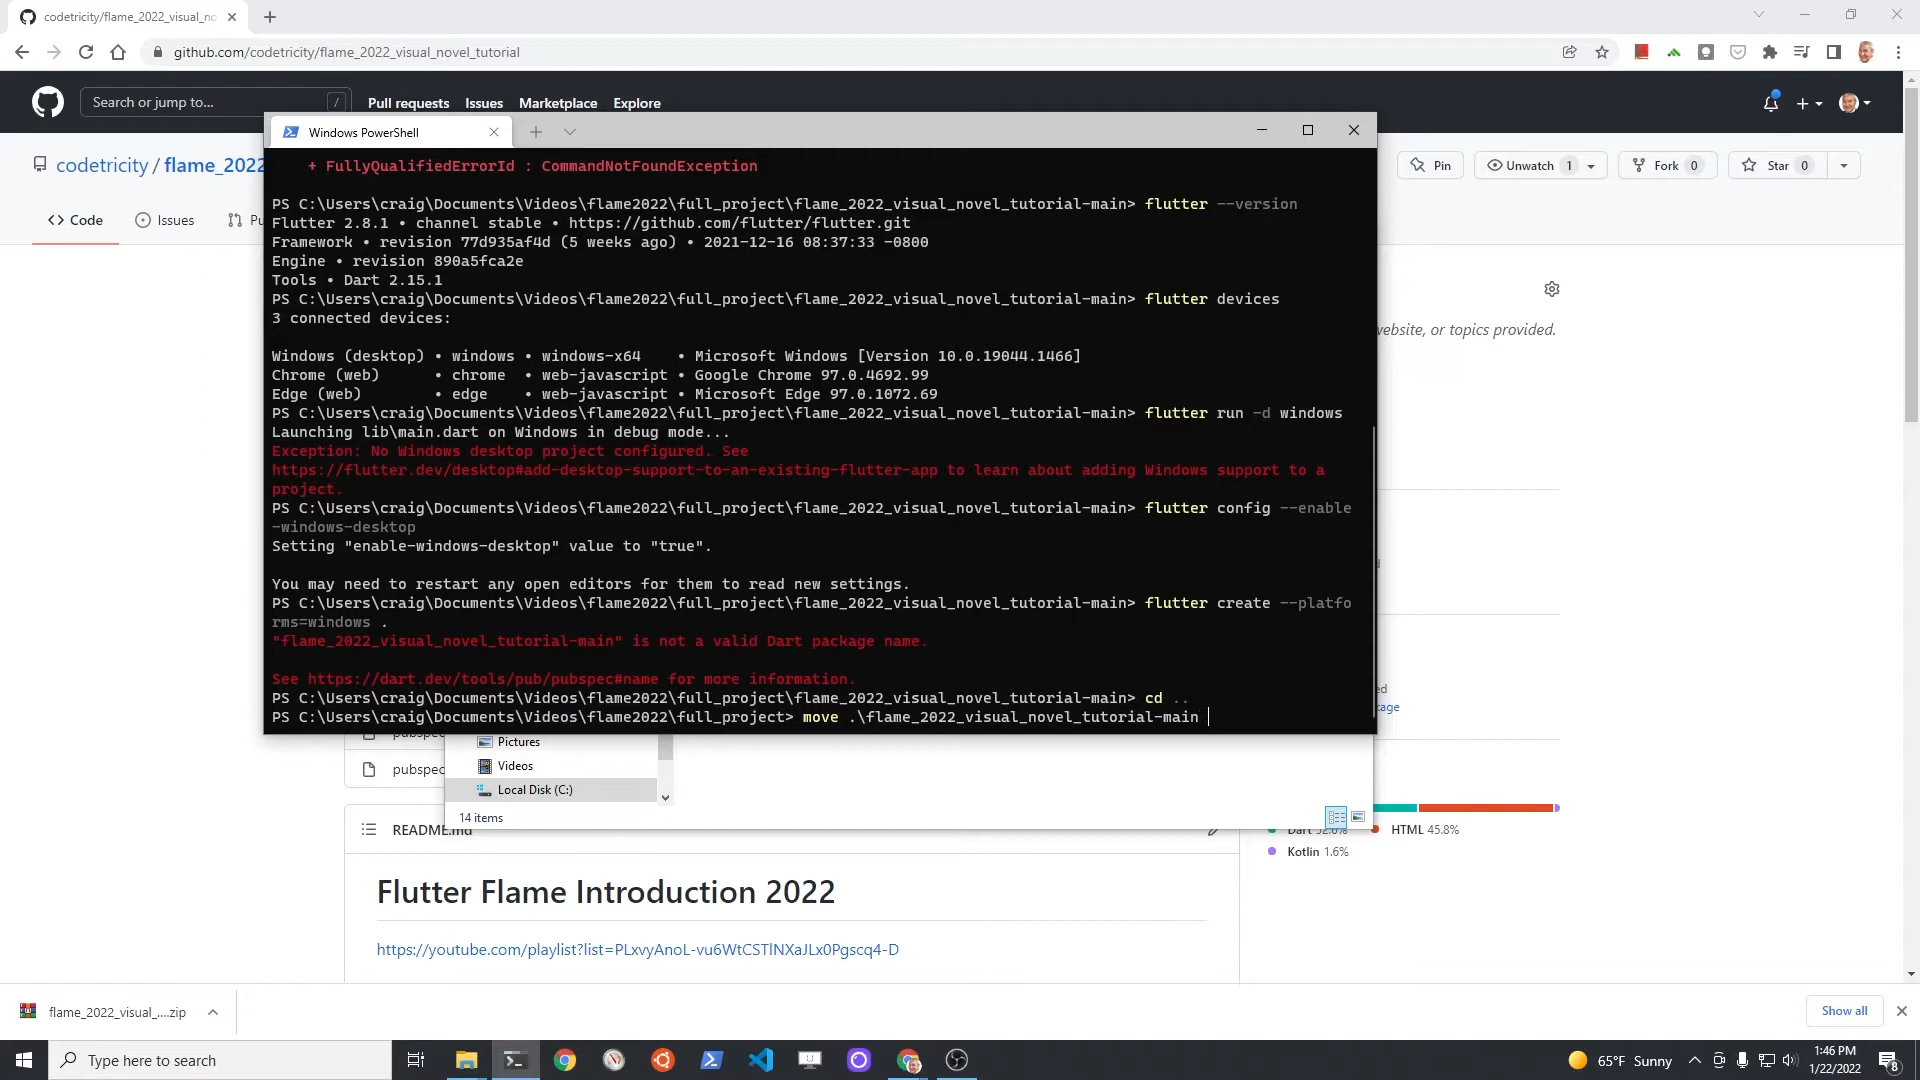 codetricity/flame_2022_visual_no
github.com/codetricity/flame_2022_visual_novel_tutorial
Search or jump to...
/
Pull requests
Issues
Marketplace
Explore
Windows PowerShell
codetricity / flame_2022
Pin
Unwatch 1
Fork 0
Star 0
Code
Issues
Pu
+ FullyQualifiedErrorId : CommandNotFoundException
PS C:\Users\craig\Documents\Videos\flame2022\full_project\flame_2022_visual_novel_tutorial-main> flutter --version
Flutter 2.8.1 • channel stable • https://github.com/flutter/flutter.git
Framework • revision 77d935af4d (5 weeks ago) • 2021-12-16 08:37:33 -0800
Engine • revision 890a5fca2e
Tools • Dart 2.15.1
PS C:\Users\craig\Documents\Videos\flame2022\full_project\flame_2022_visual_novel_tutorial-main> flutter devices
3 connected devices:
Windows (desktop) • windows • windows-x64 • Microsoft Windows [Version 10.0.19044.1466]
Chrome (web) • chrome • web-javascript • Google Chrome 97.0.4692.99
Edge (web) • edge • web-javascript • Microsoft Edge 97.0.1072.69
PS C:\Users\craig\Documents\Videos\flame2022\full_project\flame_2022_visual_novel_tutorial-main> flutter run -d windows
Launching lib\main.dart on Windows in debug mode...
Exception: No Windows desktop project configured. See
https://flutter.dev/desktop#add-desktop-support-to-an-existing-flutter-app to learn about adding Windows support to a
project.
PS C:\Users\craig\Documents\Videos\flame2022\full_project\flame_2022_visual_novel_tutorial-main> flutter config --enable
-windows-desktop
Setting "enable-windows-desktop" value to "true".
You may need to restart any open editors for them to read new settings.
PS C:\Users\craig\Documents\Videos\flame2022\full_project\flame_2022_visual_novel_tutorial-main> flutter create --platfo
rms=windows .
"flame_2022_visual_novel_tutorial-main" is not a valid Dart package name.
See https://dart.dev/tools/pub/pubspec#name for more information.
PS C:\Users\craig\Documents\Videos\flame2022\full_project\flame_2022_visual_novel_tutorial-main> cd ..
PS C:\Users\craig\Documents\Videos\flame2022\full_project> move .\flame_2022_visual_novel_tutorial-main
website, or topics provided.
ed
kage
pubspec
Pictures
Videos
pubspec
Local Disk (C:)
14 items
README.md
Dart 52.6%
HTML 45.8%
Kotlin 1.6%
Flutter Flame Introduction 2022
https://youtube.com/playlist?list=PLxvyAnoL-vu6WtCSTlNXaJLx0Pgscq4-D
flame_2022_visual_....zip
Show all
Type here to search
65°F Sunny
1:46 PM
1/22/2022
8